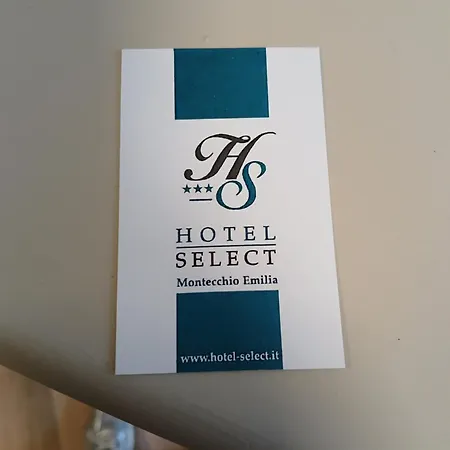 HS
★★★
HOTEL
SELECT
Montecchio Emilia
www.hotel-select.it